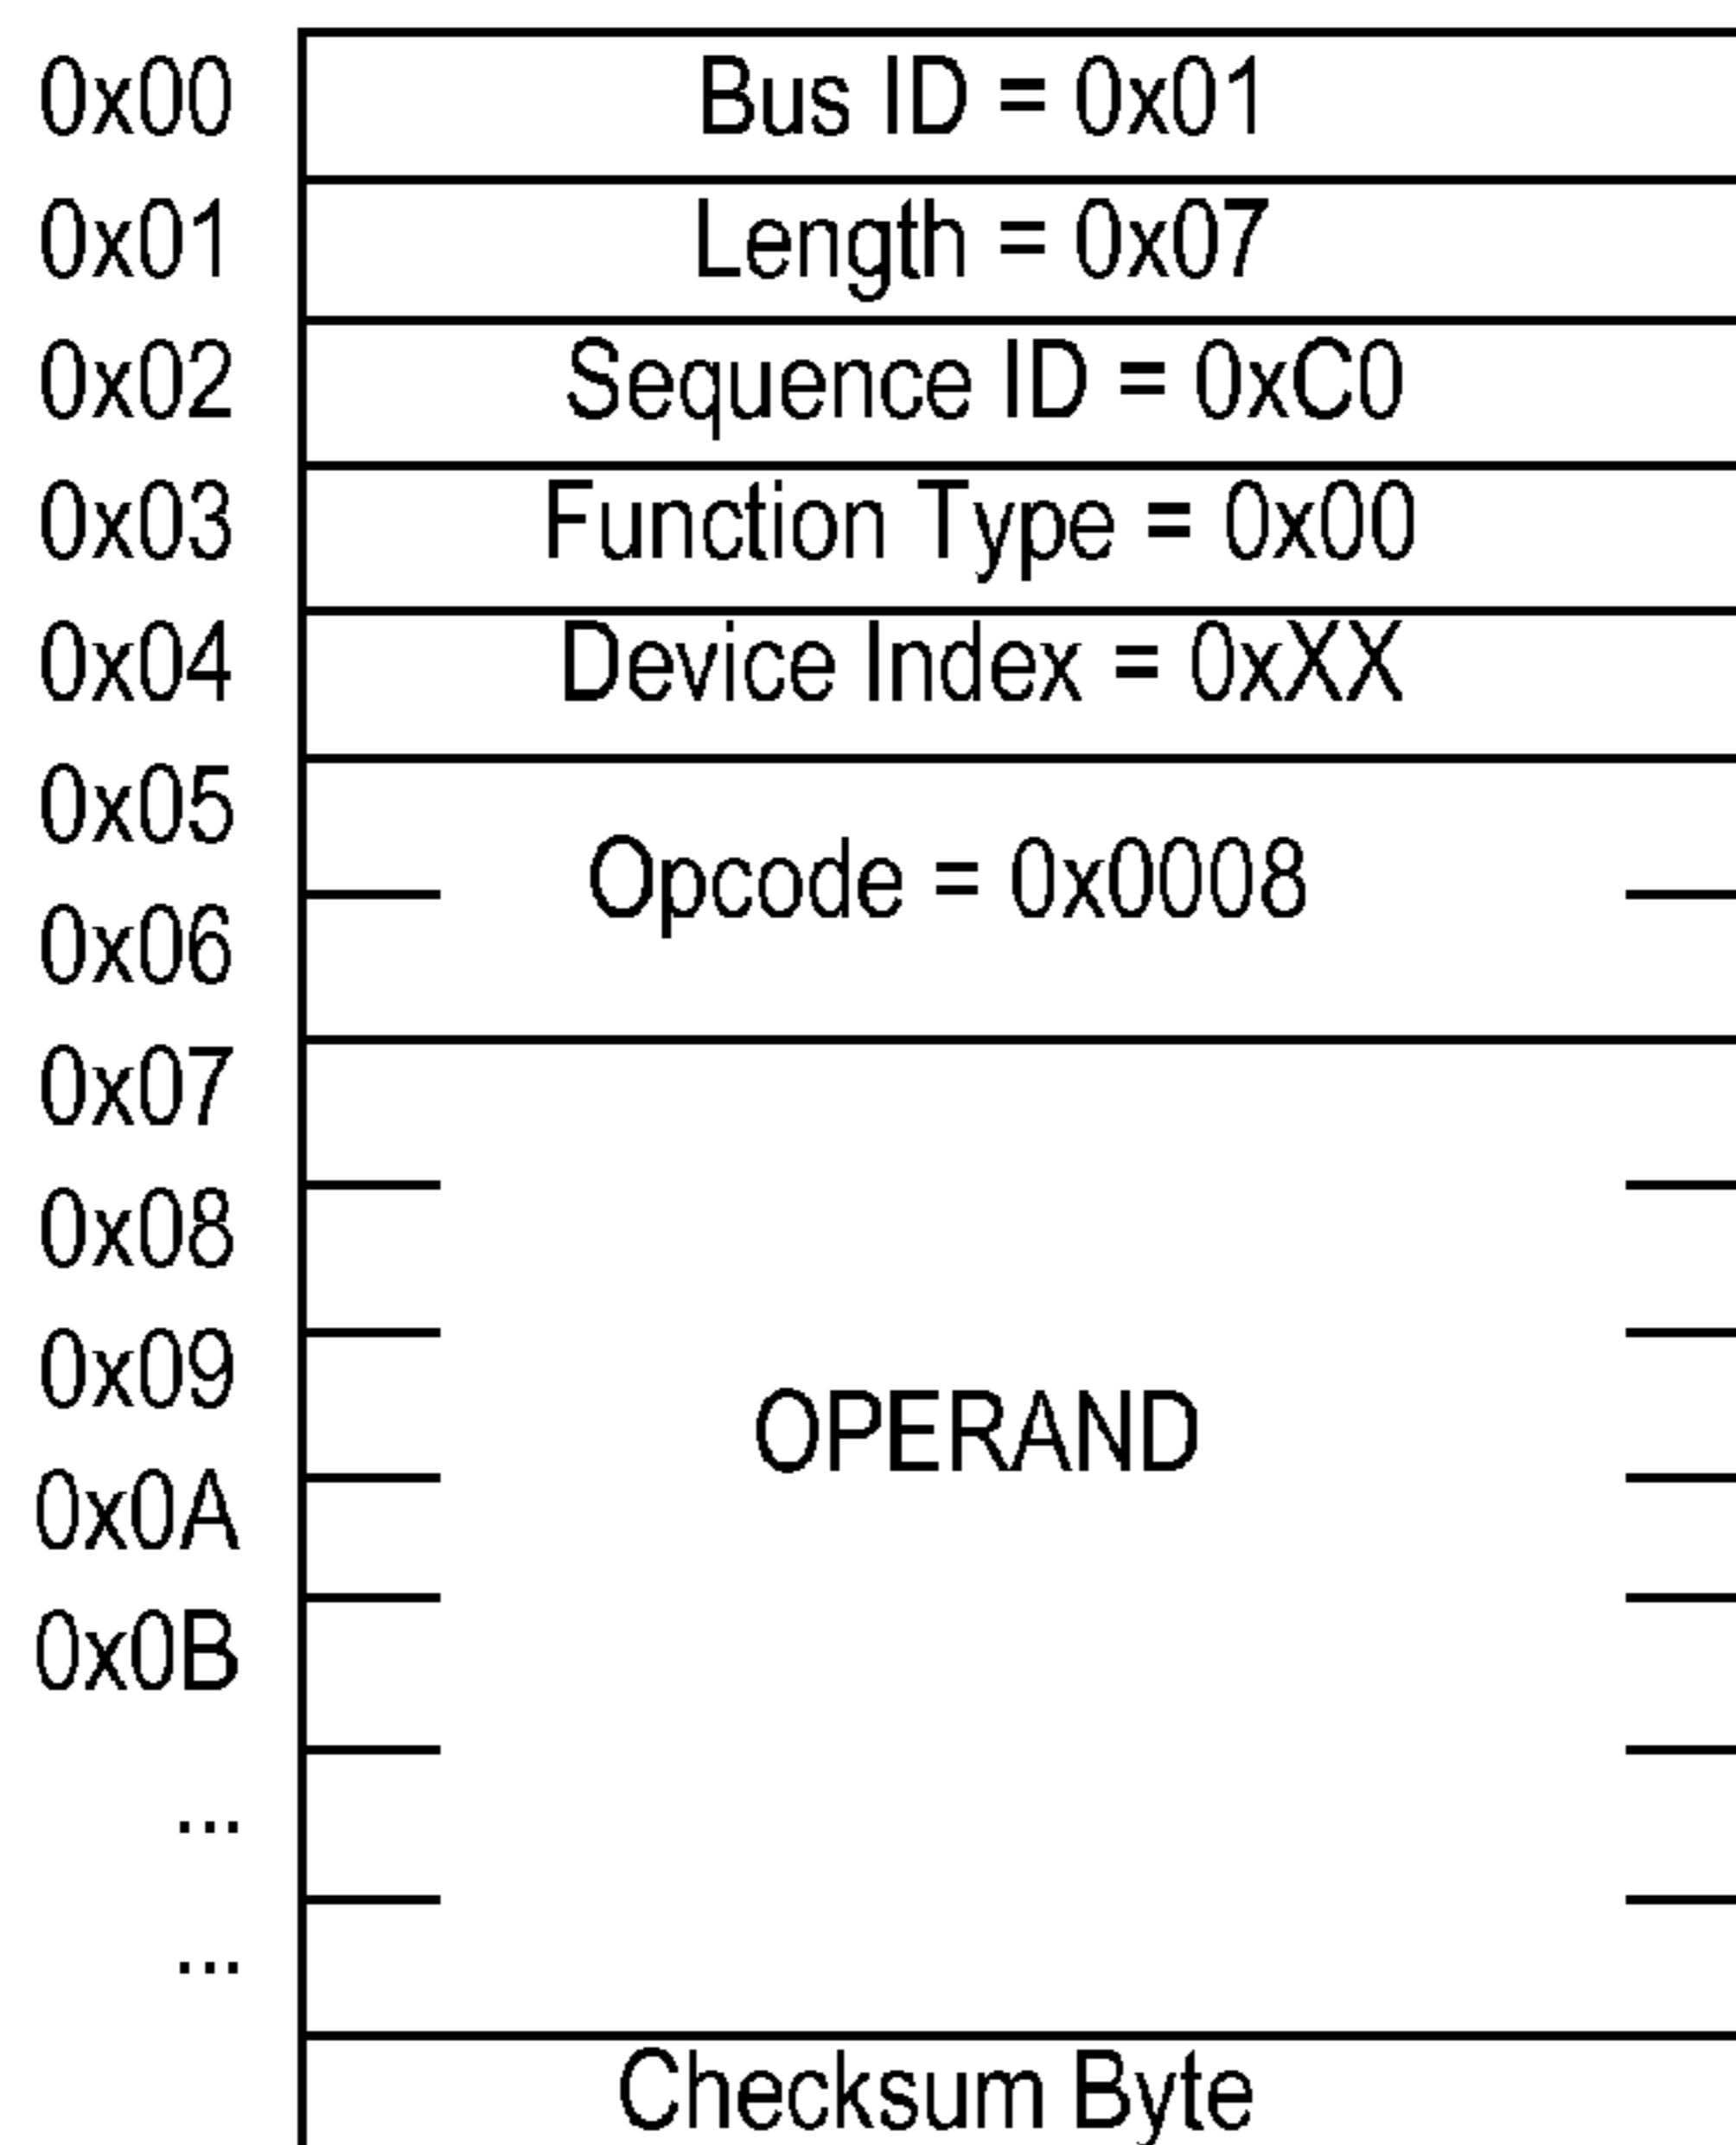 0x00 Bus ID = 0x01
0x01 Length = 0x07
0x02 Sequence ID = 0xC0
0x03 Function Type = 0x00
0x04 Device Index = 0xXX
0x05
Opcode = 0x0008
0x06
0x07
0x08
0x09
OPERAND
0x0A
0x0B
...
...
Checksum Byte